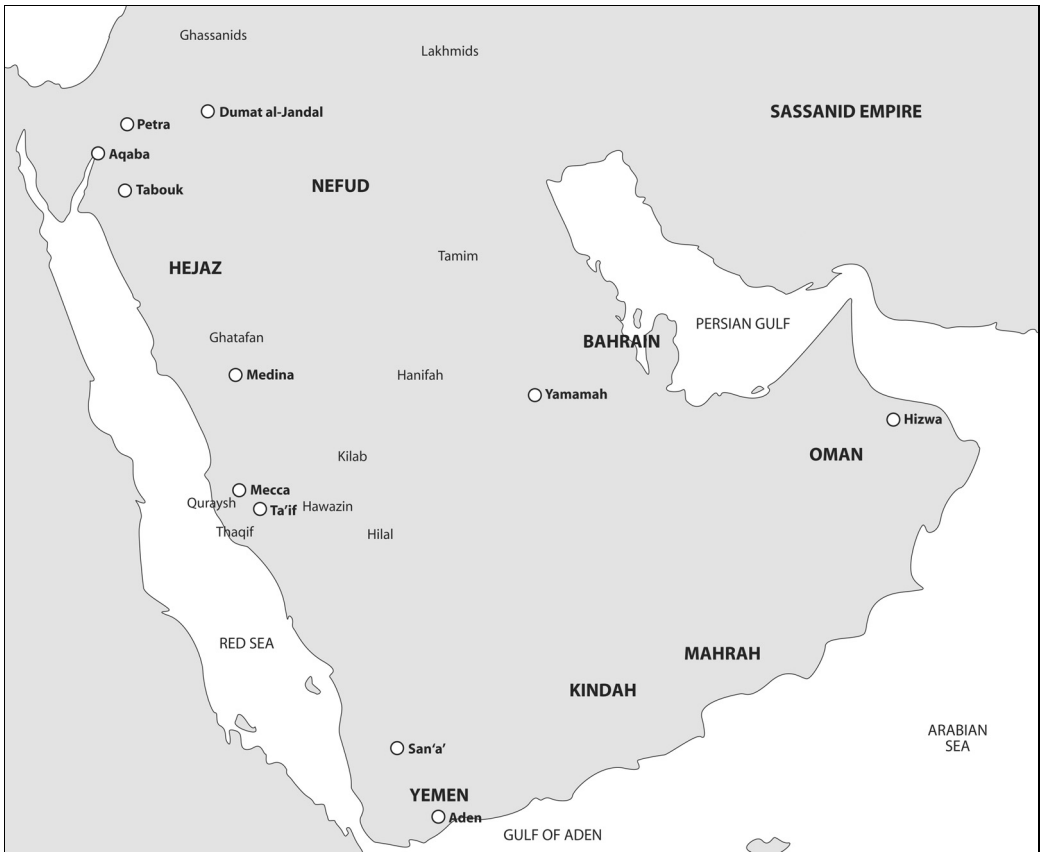 Ghassanids
Lakhmids
Dumat al-Jandal
SASSANID EMPIRE
Petra
Aqaba
Tabouk
NEFUD
Tamim
HEJAZ
PERSIAN GULF
Ghatafan
BAHRAIN
Medina
Hanifah
Yamamah
Hizwa
OMAN
Kilab
Mecca
Quraysh
Ta‘if
Hawazin
Thaqif
Hilal
RED SEA
MAHRAH
KINDAH
ARABIAN
SEA
San‘a’
YEMEN
Aden
GULF OF ADEN